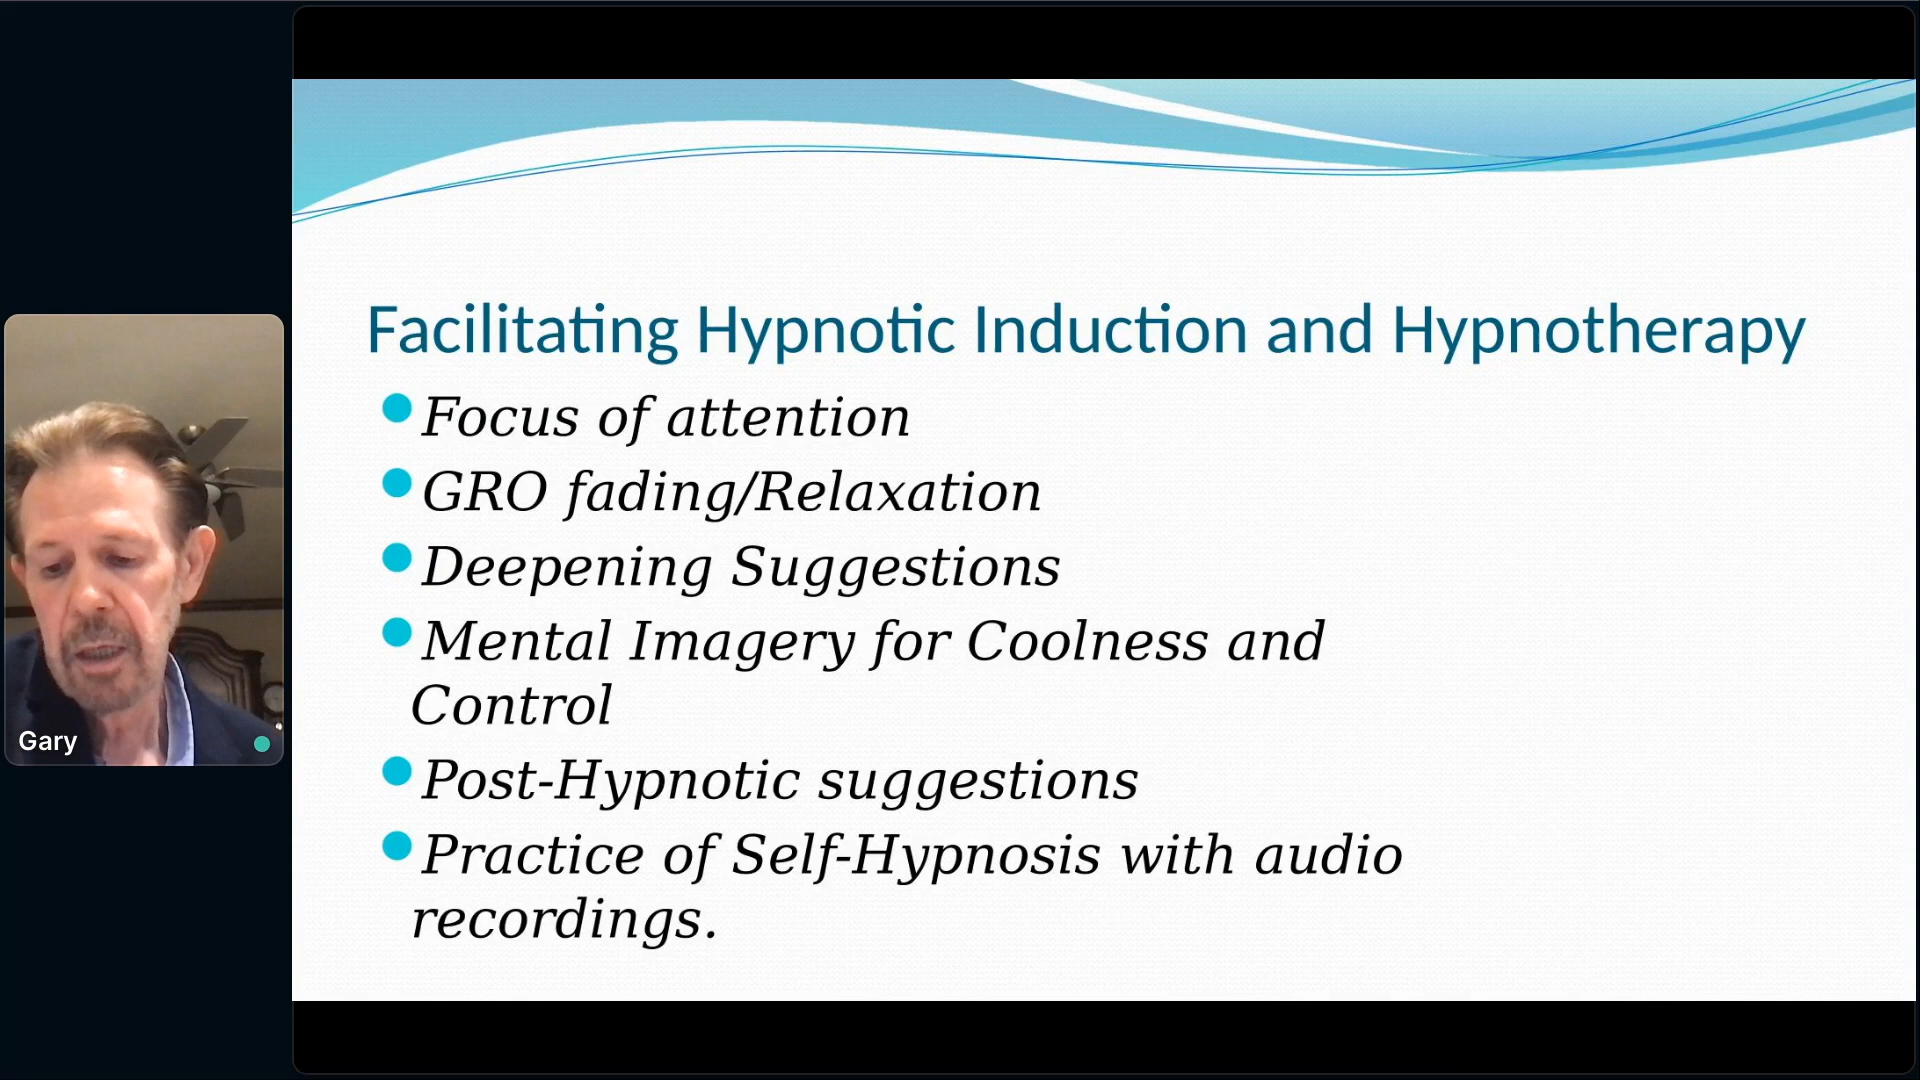 Facilitating Hypnotic Induction and Hypnotherapy
Focus of attention
GRO fading/Relaxation
Deepening Suggestions
Mental Imagery for Coolness and
Control
Post-Hypnotic suggestions
Practice of Self-Hypnosis with audio
recordings.
Gary